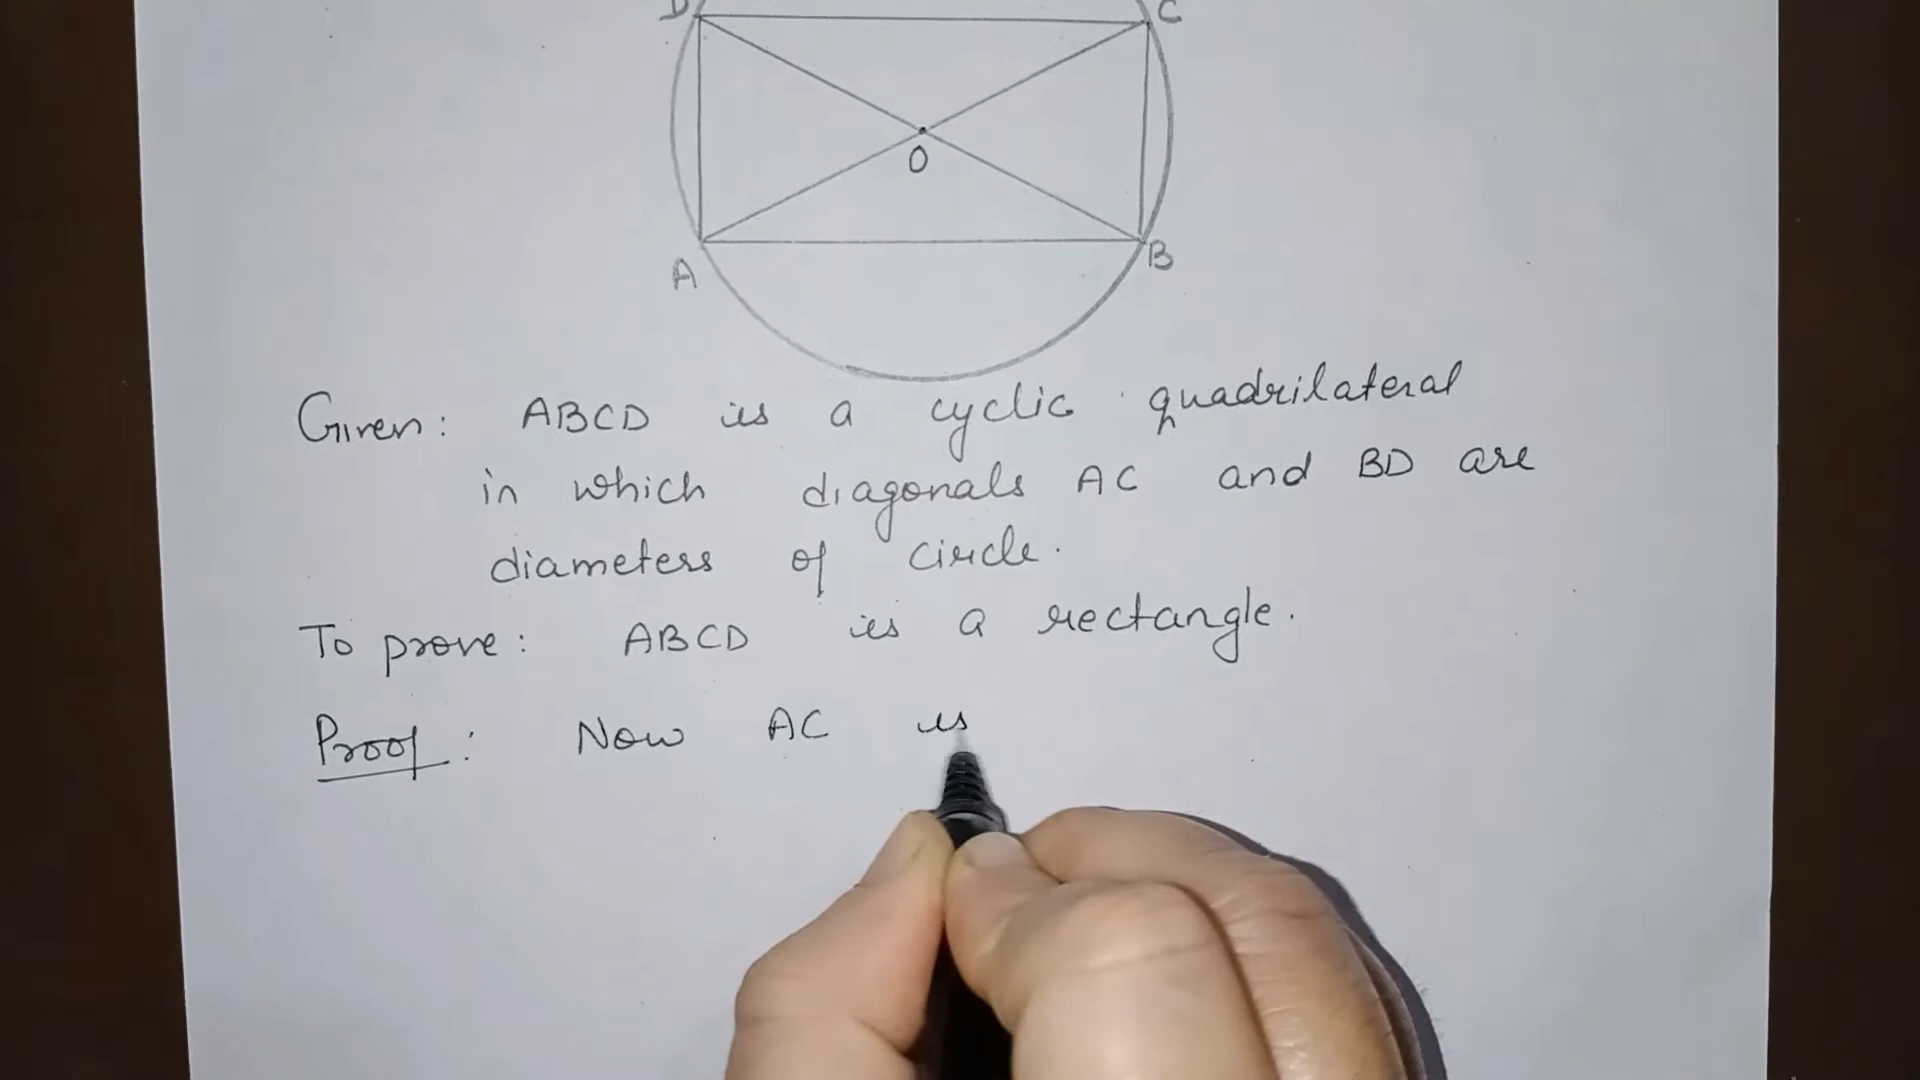 D C
O
A B
Given: ABCD is a cyclic quadrilateral
in which diagonals AC and BD are
diameters of circle.
To prove: ABCD is a rectangle.
Proof: Now AC is